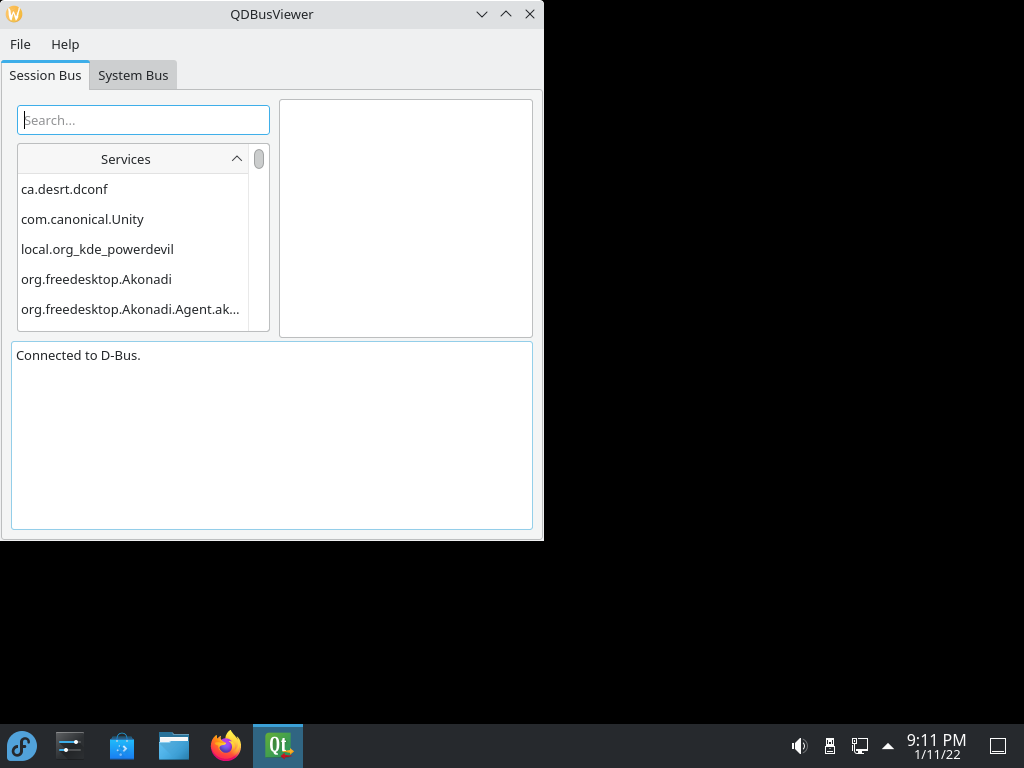 W
QDBusViewer
File Help
Session Bus System Bus
Search...
Services
ca.desrt.dconf
com.canonical.Unity
local.org_kde_powerdevil
org.freedesktop.Akonadi
org.freedesktop.Akonadi.Agent.ak...
Connected to D-Bus.
Qt
9:11 PM
1/11/22